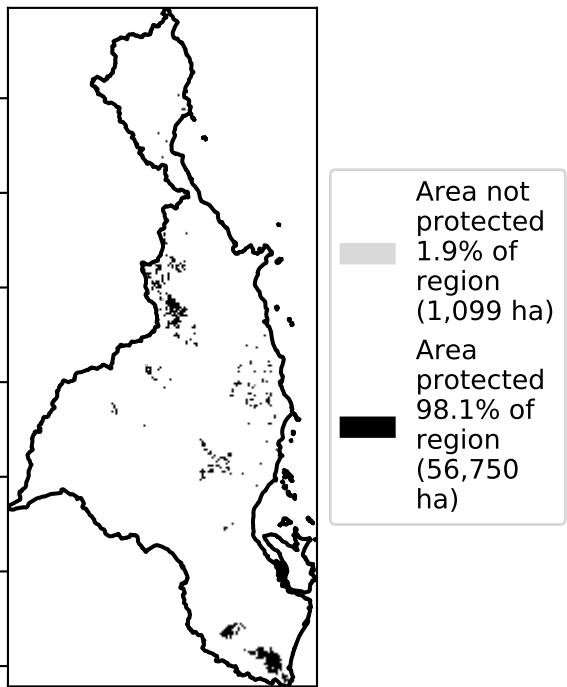 Area not
protected
1.9% of
region
(1,099 ha)
Area
protected
98.1% of
region
(56,750
ha)